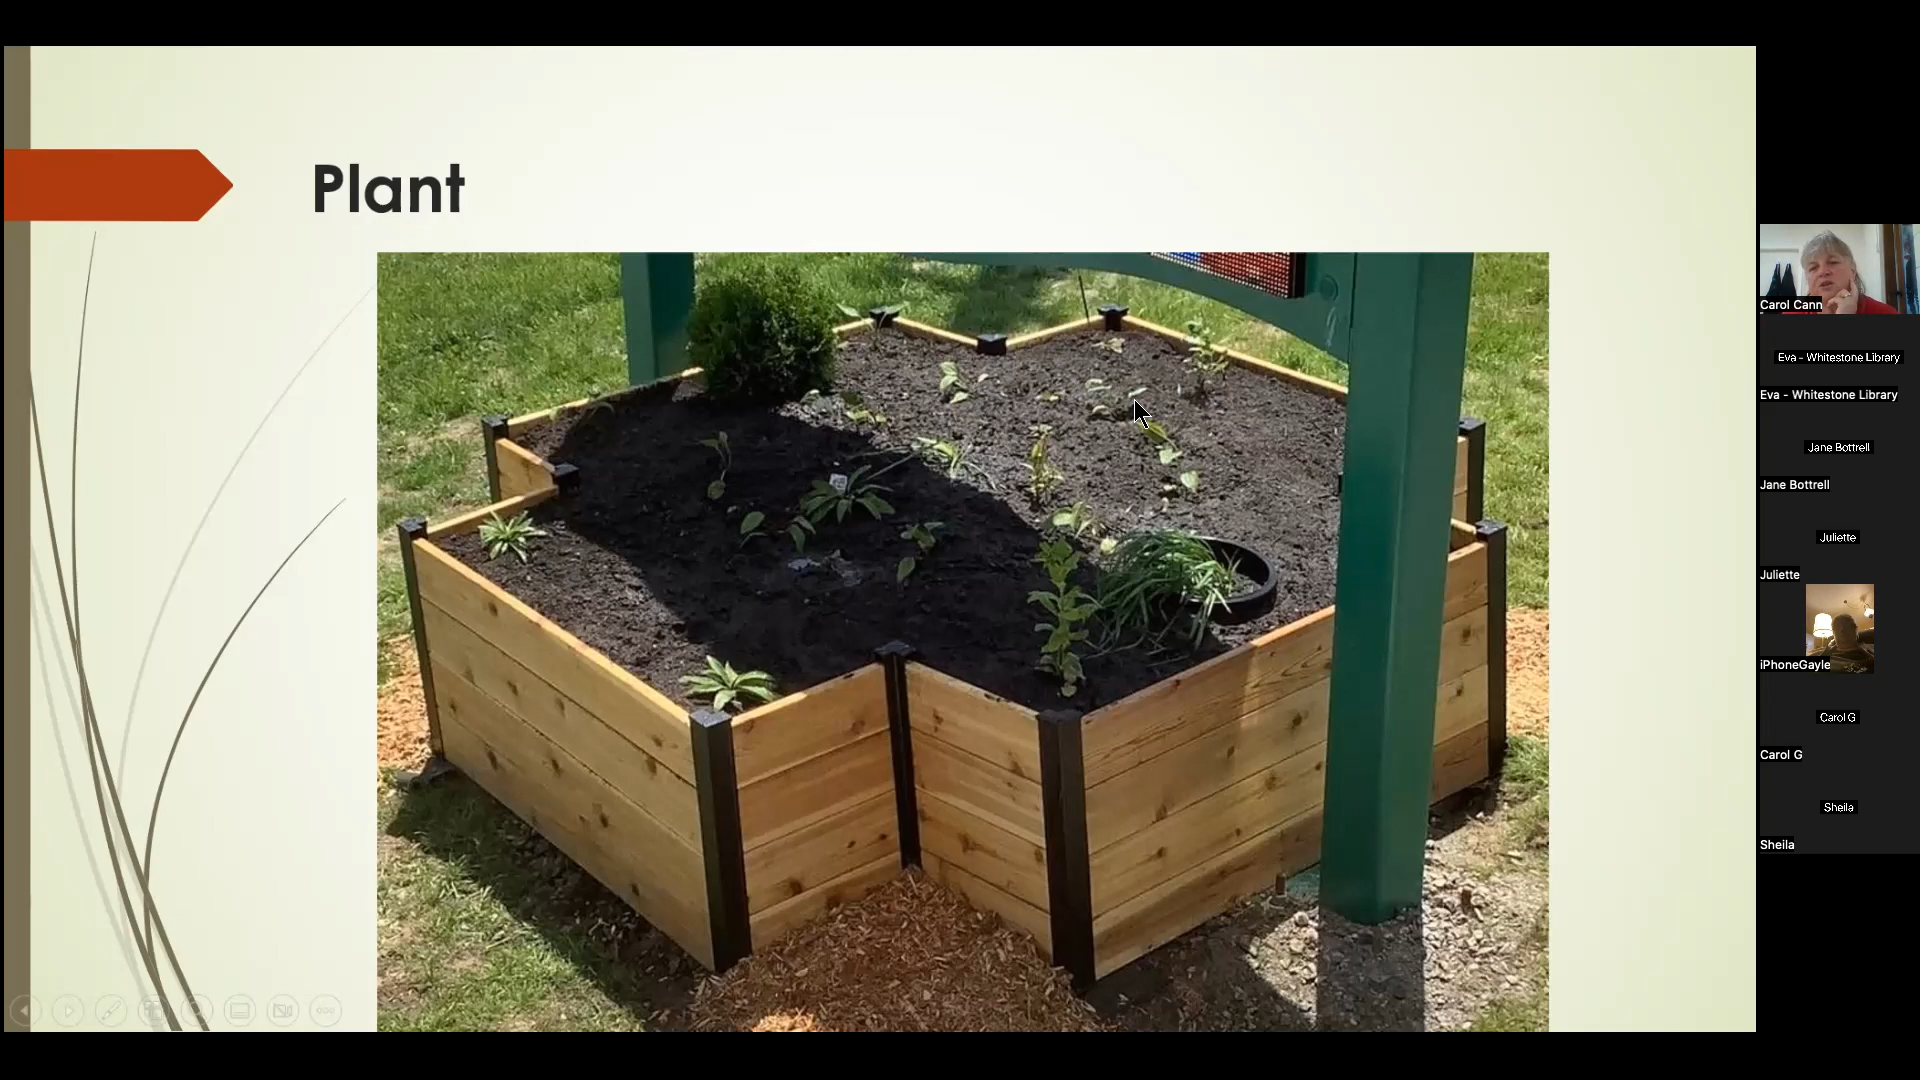 Plant
Carol Cann
Eva - Whitestone Library
Eva - Whitestone Library
Jane Bottrell
Jane Bottrell
Juliette
Juliette
iPhoneGayle
Carol G
Carol G
Sheila
Sheila